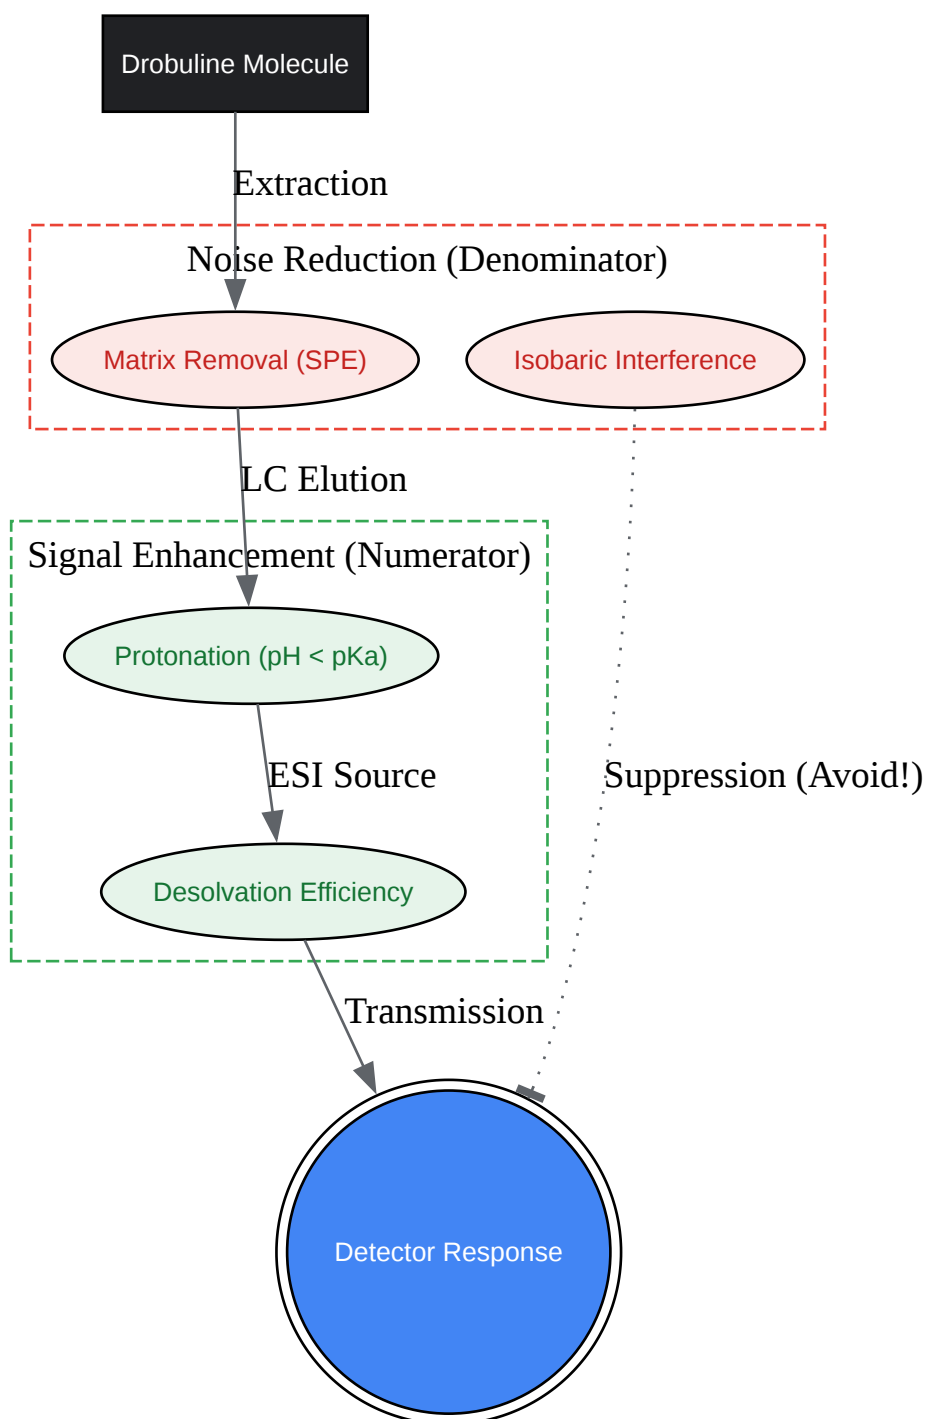 Drobuline Molecule
Extraction
Noise Reduction (Denominator)
Matrix Removal (SPE)
Isobaric Interference
LC Elution
Signal Enhancement (Numerator)
Protonation (pH < pKa)
ESI Source
Suppression (Avoid!)
Desolvation Efficiency
Transmission
Detector Response